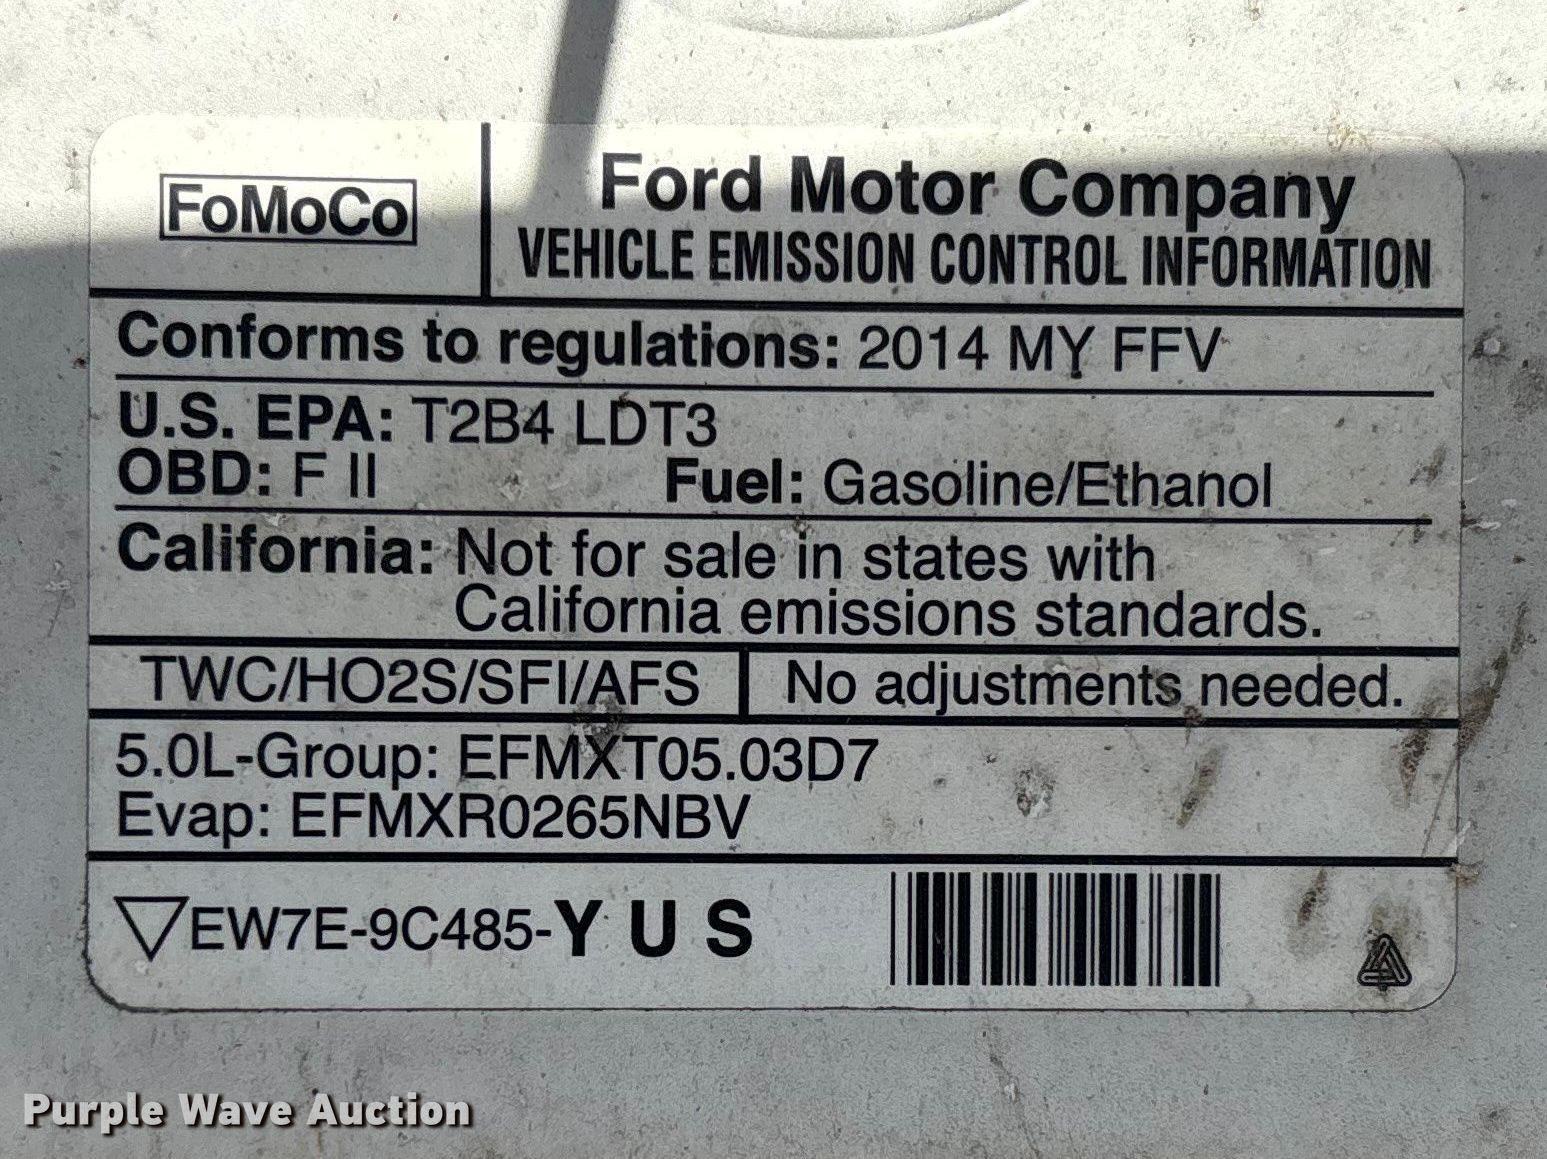 FoMoCo
Ford Motor Company
VEHICLE EMISSION CONTROL INFORMATION
Conforms to regulations: 2014 MY FFV
U.S. EPA: T2B4 LDT3
OBD: F II Fuel: Gasoline/Ethanol
California: Not for sale in states with
California emissions standards.
TWC/HO2S/SFI/AFS No adjustments needed.
5.0L-Group: EFMXT05.03D7
Evap: EFMXR0265NBV
EW7E-9C485-Y U S
Purple Wave Auction